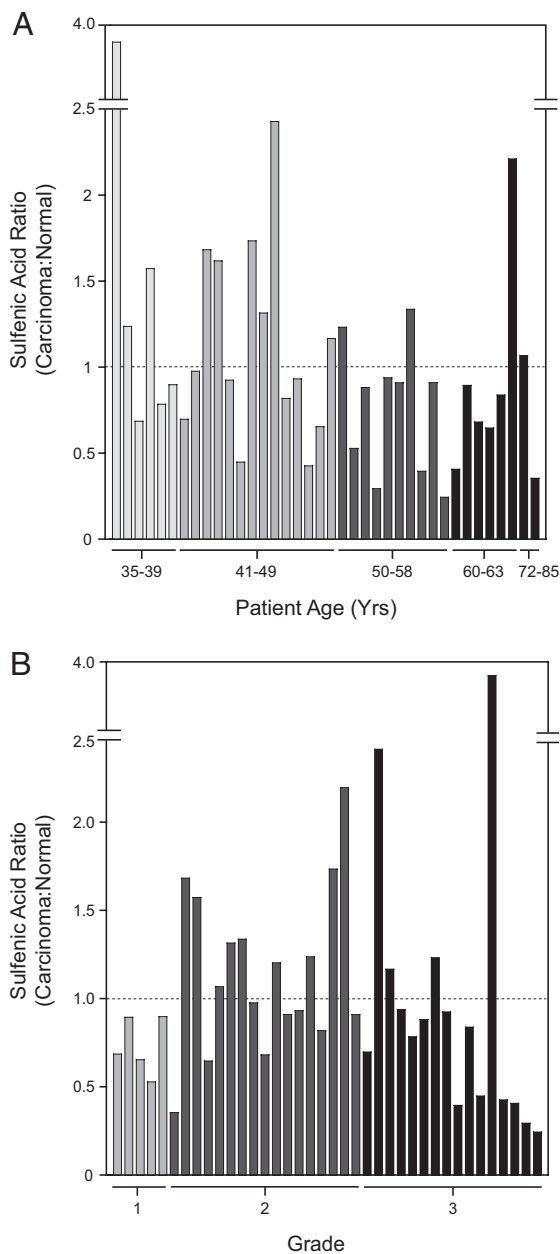 A
4.0
2.5
2
1.5
1
0.5
0
Sulfenic Acid Ratio
(Carcinoma:Normal)
35-39
41-49
50-58
60-63
72-85
Patient Age (Yrs)
B
4.0
2.5
2.0
1.5
1.0
0.5
0
Sulfenic Acid Ratio
(Carcinoma:Normal)
1
2
3
Grade